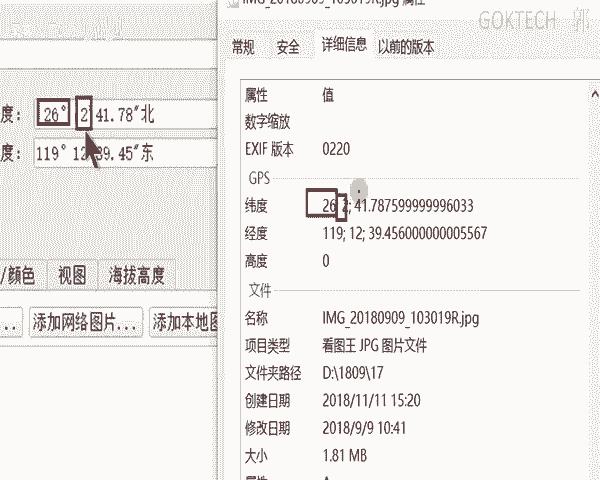 IMG_20180909_103019R.jpg 属性
GOKTECH 郭
常规 安全 详细信息 以前的版本
度: 26° 2' 41.78″北
度: 119° 12' 39.45″东
/颜色 视图 海拔高度
... 添加网络图片... 添加本地图
属性 值
数字缩放
EXIF 版本 0220
GPS
纬度 26; 2; 41.787599999996033
经度 119; 12; 39.456000000005567
高度 0
文件
名称 IMG_20180909_103019R.jpg
项目类型 看图王 JPG 图片文件
文件夹路径 D:\1809\17
创建日期 2018/11/11 15:20
修改日期 2018/9/9 10:41
大小 1.81 MB